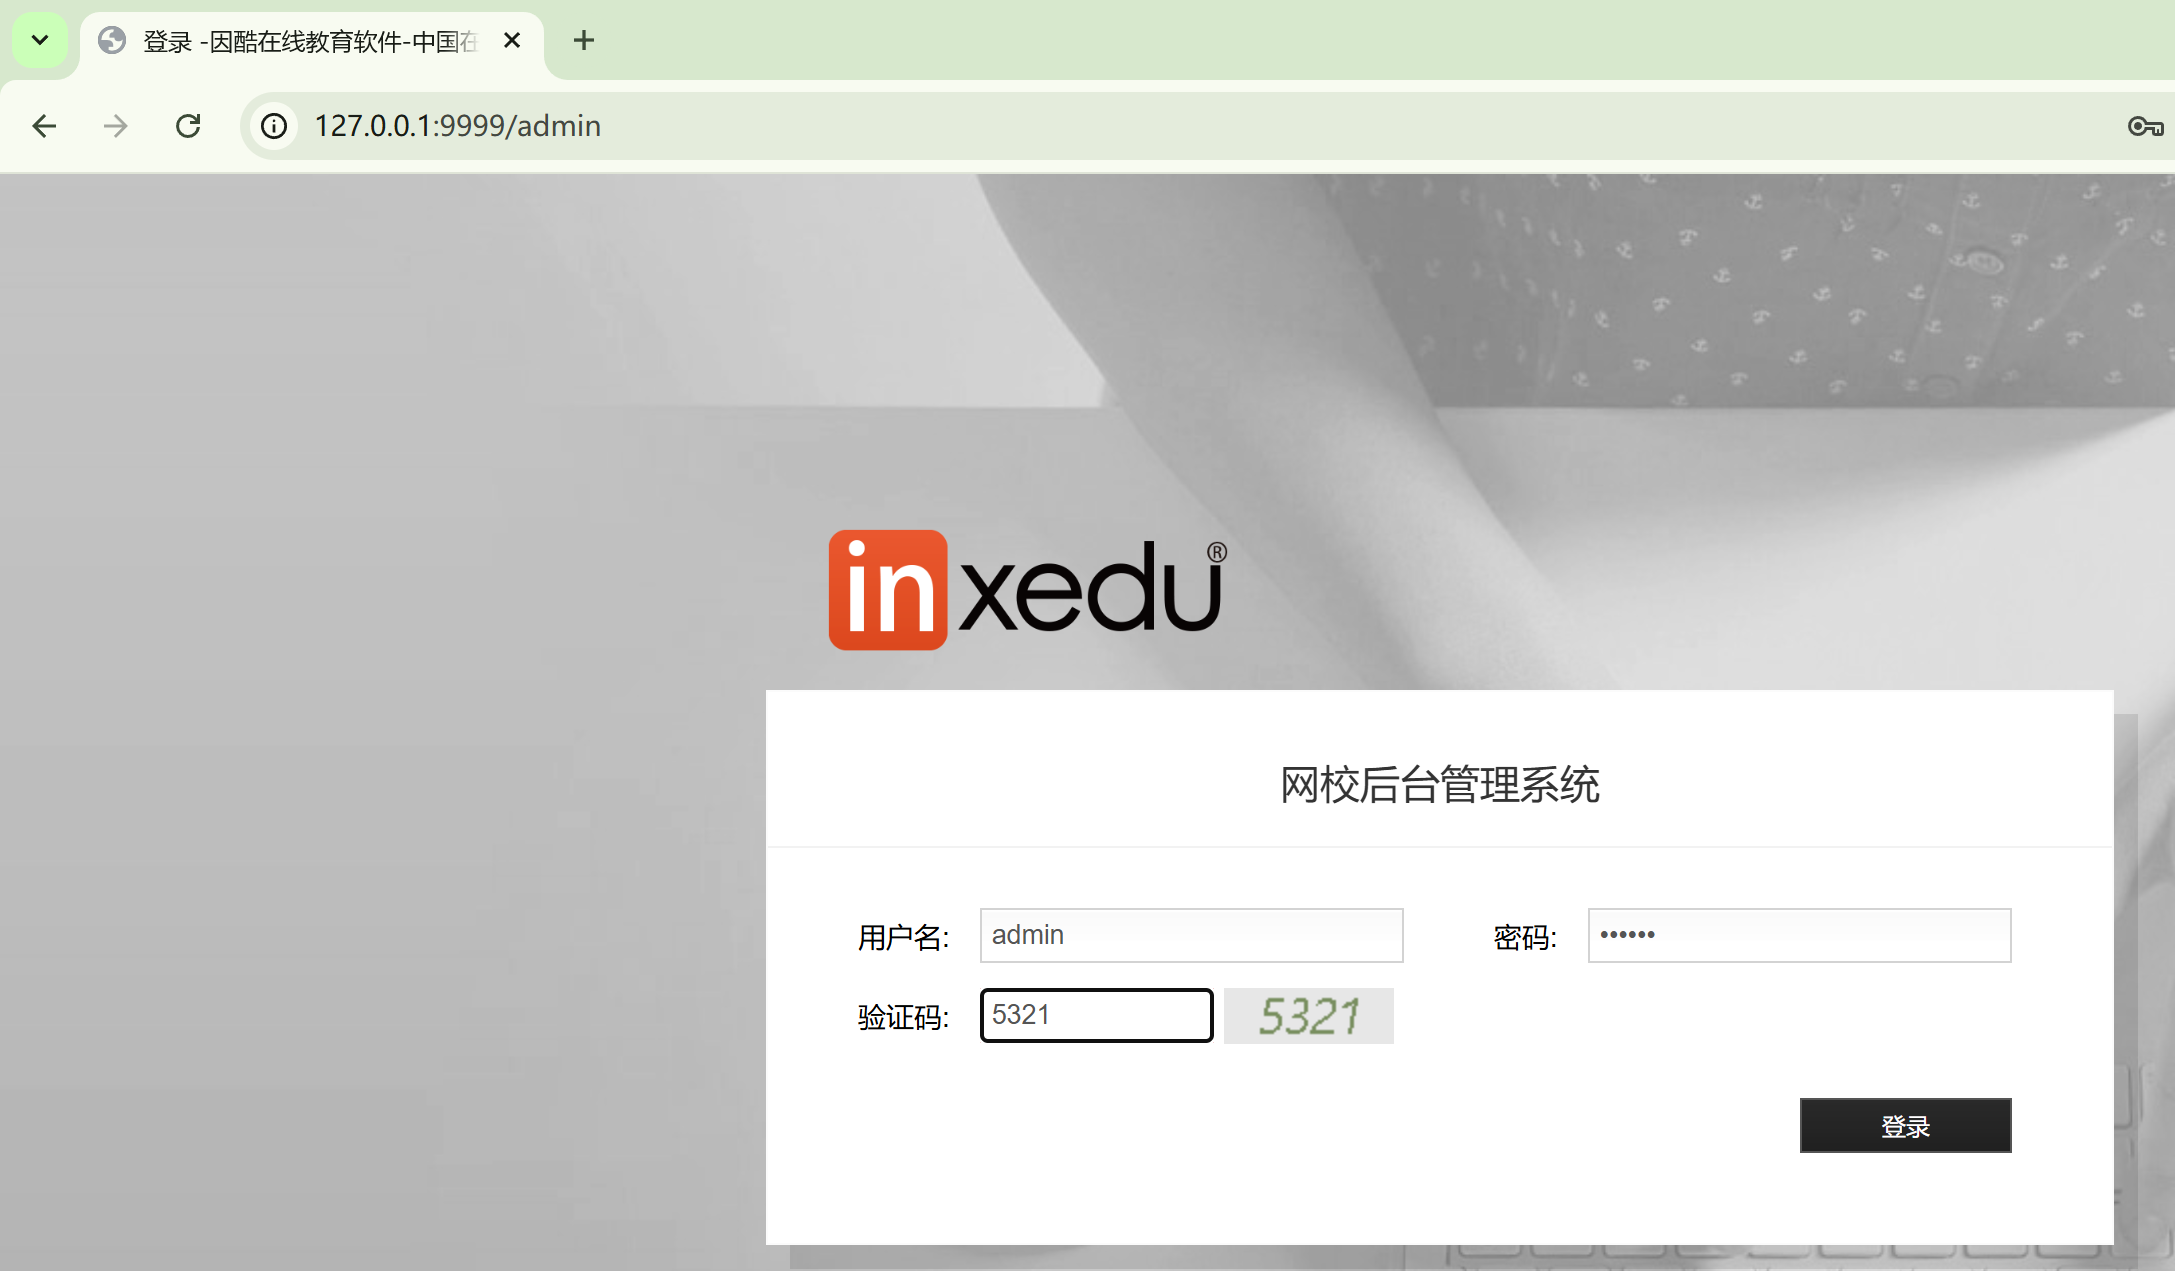 登录 -因酷在线教育软件-中国在
127.0.0.1:9999/admin
inxedu®
网校后台管理系统
用户名: admin 密码: ••••••
验证码: 5321 5321
登录